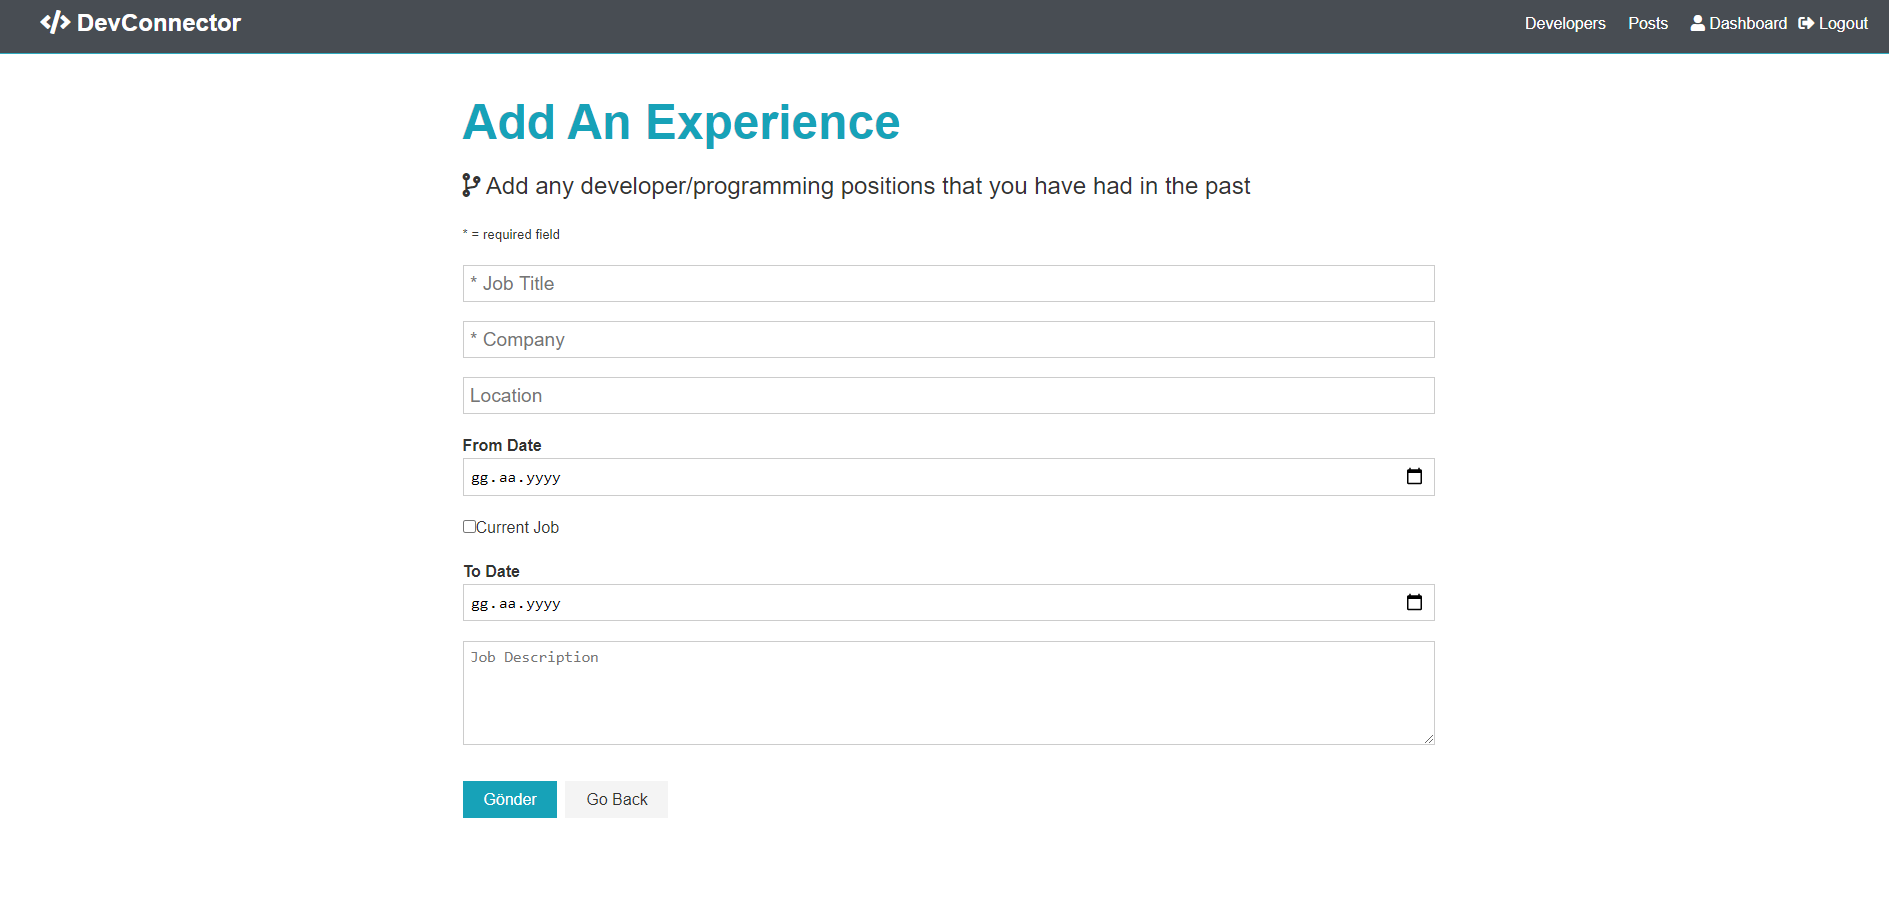 DevConnector
Developers Posts Dashboard Logout
Add An Experience
Add any developer/programming positions that you have had in the past
* = required field
* Job Title
* Company
Location
From Date
gg.aa.yyyy
Current Job
To Date
gg.aa.yyyy
Job Description
Gönder Go Back